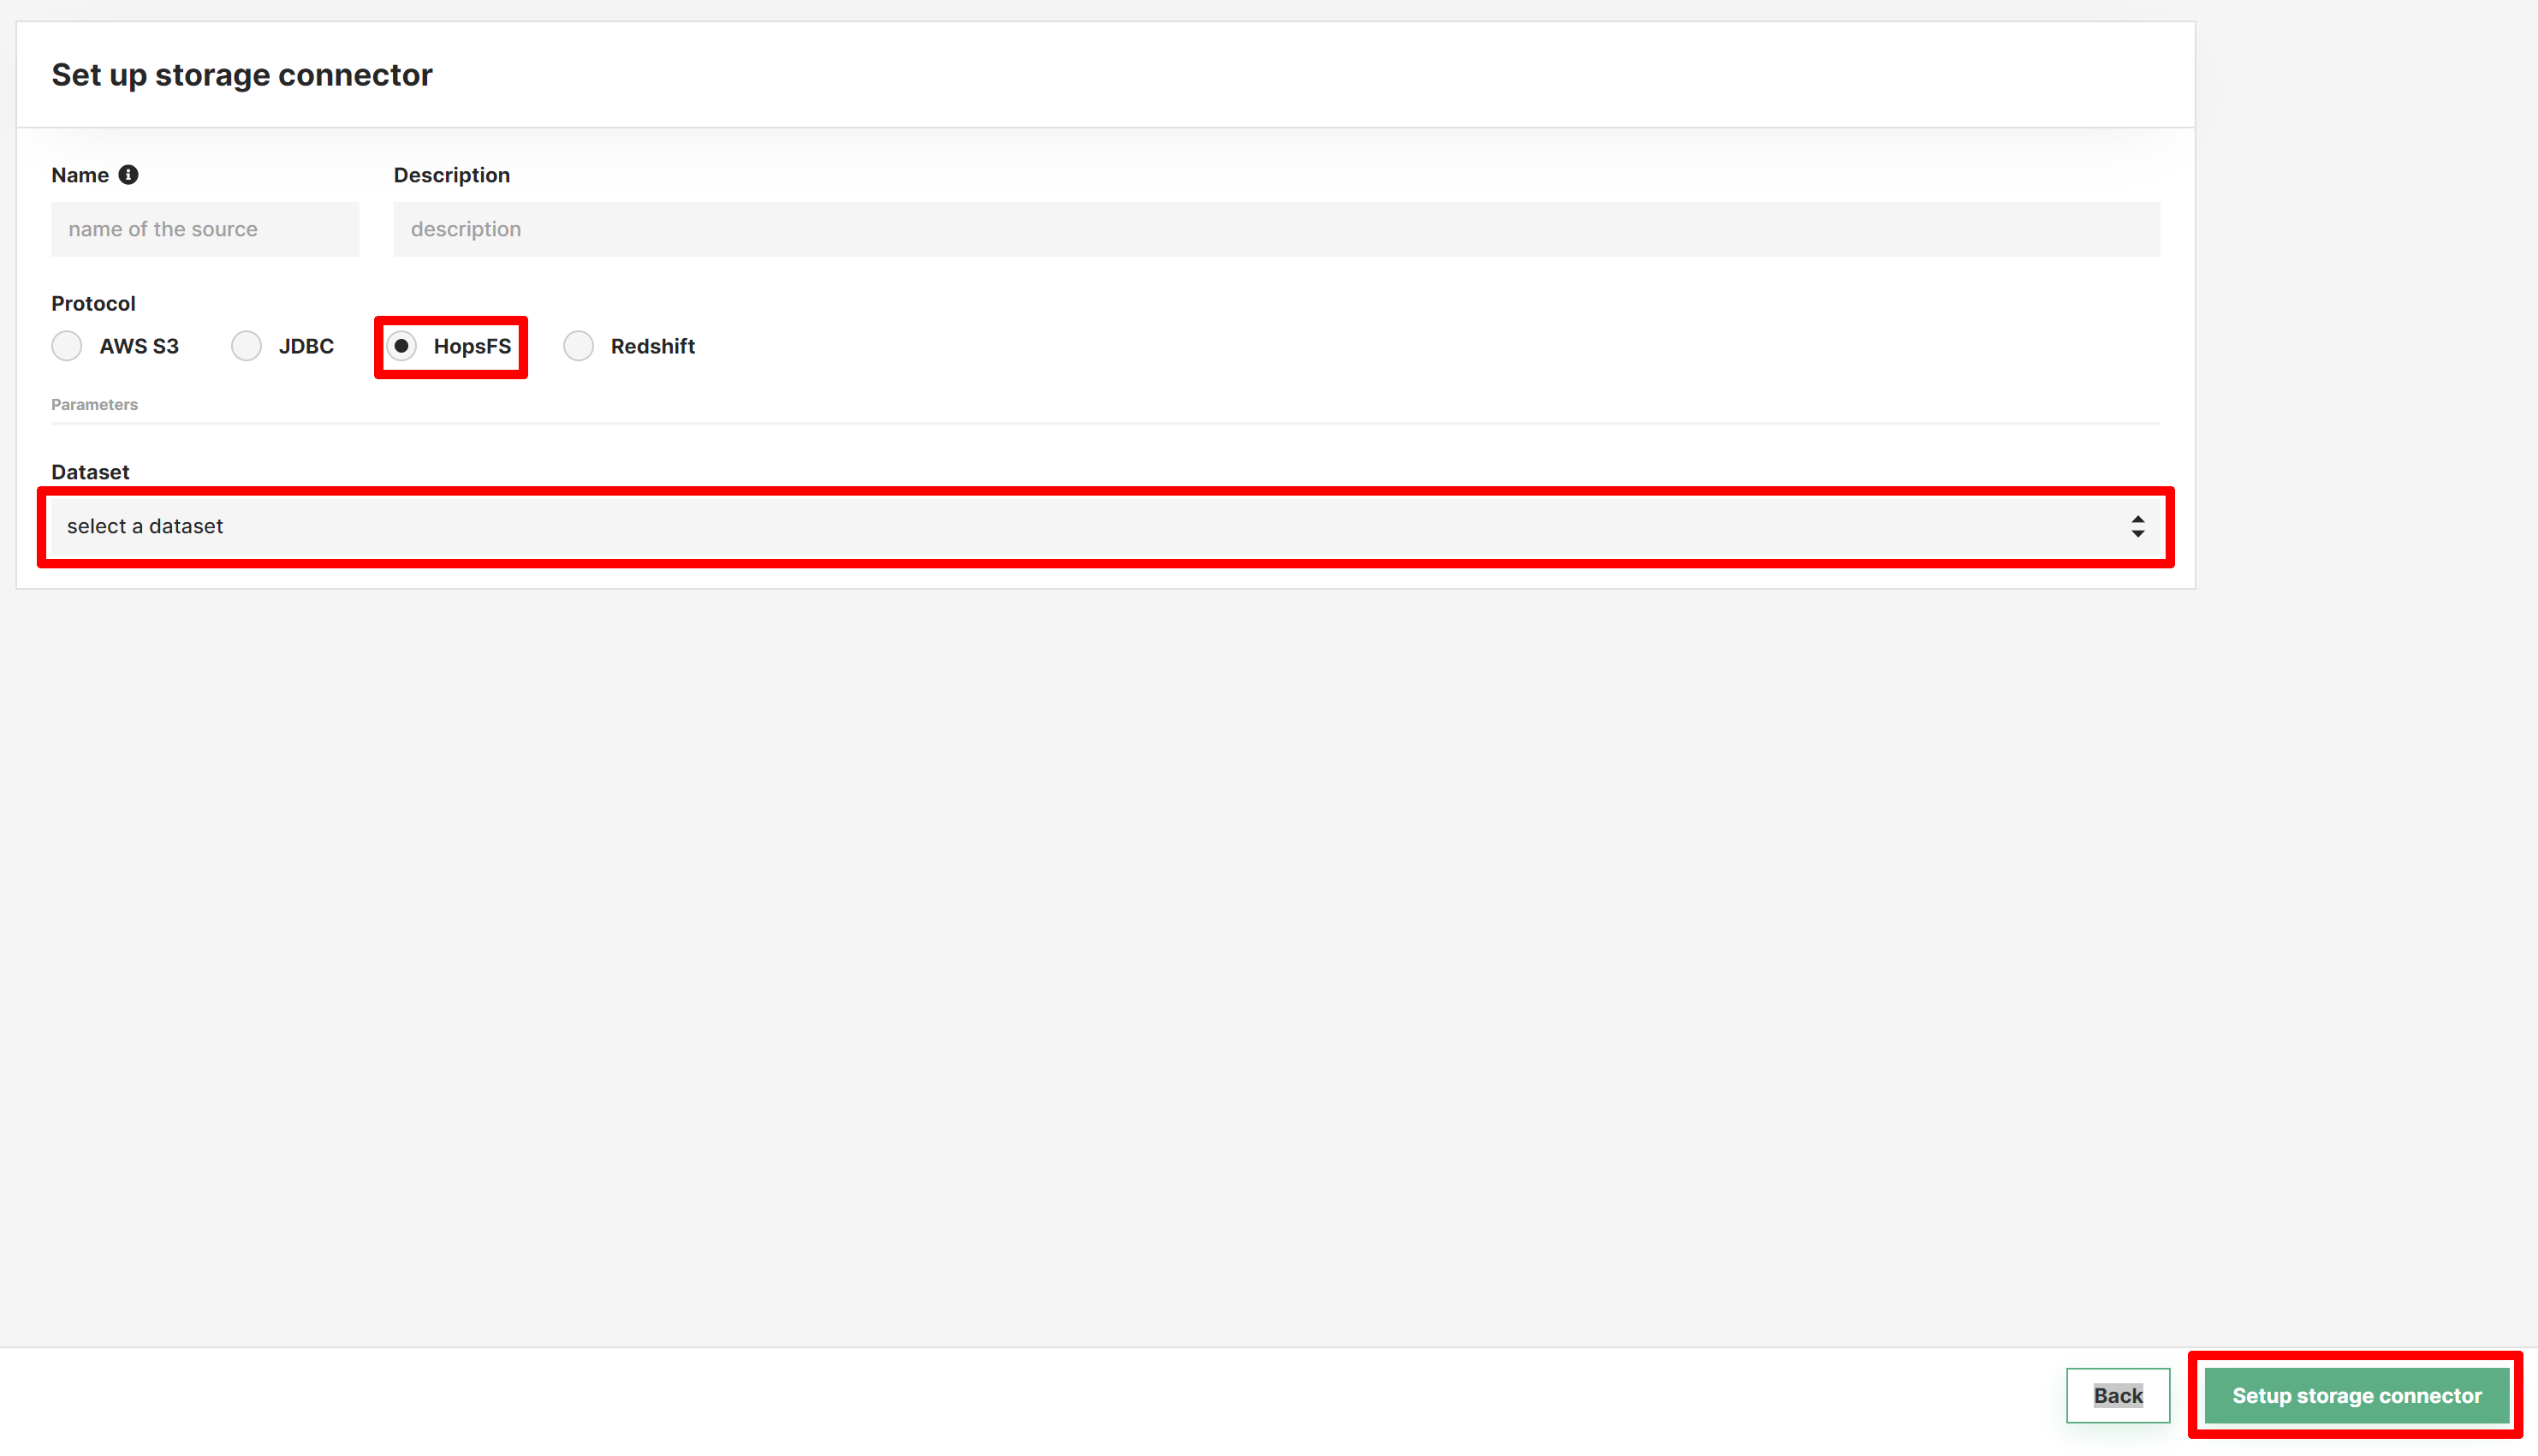 Set up storage connector
Name Description
name of the source description
Protocol
AWS S3 JDBC HopsFS Redshift
Parameters
Dataset
select a dataset
Back Setup storage connector